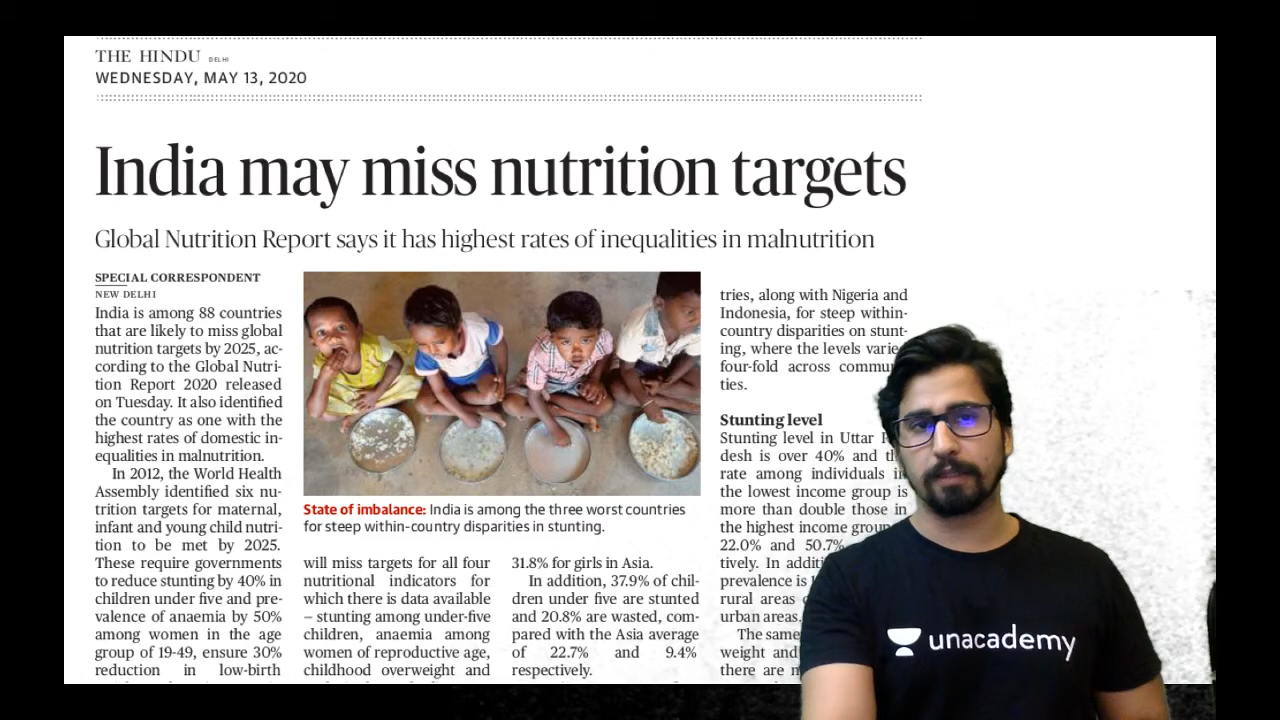 THE HINDU DELHI
WEDNESDAY, MAY 13, 2020
India may miss nutrition targets
Global Nutrition Report says it has highest rates of inequalities in malnutrition
SPECIAL CORRESPONDENT
NEW DELHI
India is among 88 countries
that are likely to miss global
nutrition targets by 2025, ac-
cording to the Global Nutri-
tion Report 2020 released
on Tuesday. It also identified
the country as one with the
highest rates of domestic in-
equalities in malnutrition.
In 2012, the World Health
Assembly identified six nu-
trition targets for maternal,
infant and young child nutri-
tion to be met by 2025.
These require governments
to reduce stunting by 40% in
children under five and pre-
valence of anaemia by 50%
among women in the age
group of 19-49, ensure 30%
reduction in low-birth
State of imbalance: India is among the three worst countries
for steep within-country disparities in stunting.
will miss targets for all four
nutritional indicators for
which there is data available
– stunting among under-five
children, anaemia among
women of reproductive age,
childhood overweight and
31.8% for girls in Asia.
In addition, 37.9% of chil-
dren under five are stunted
and 20.8% are wasted, com-
pared with the Asia average
of 22.7% and 9.4%
respectively.
tries, along with Nigeria and
Indonesia, for steep within-
country disparities on stunt-
ing, where the levels varied
four-fold across commu
ties.
Stunting level
Stunting level in Uttar
desh is over 40% and
rate among individuals in
the lowest income group is
more than double those in
the highest income group
22.0% and 50.7%
tively. In additi
prevalence is
rural areas
urban areas.
The same
weight and
there are
unacademy